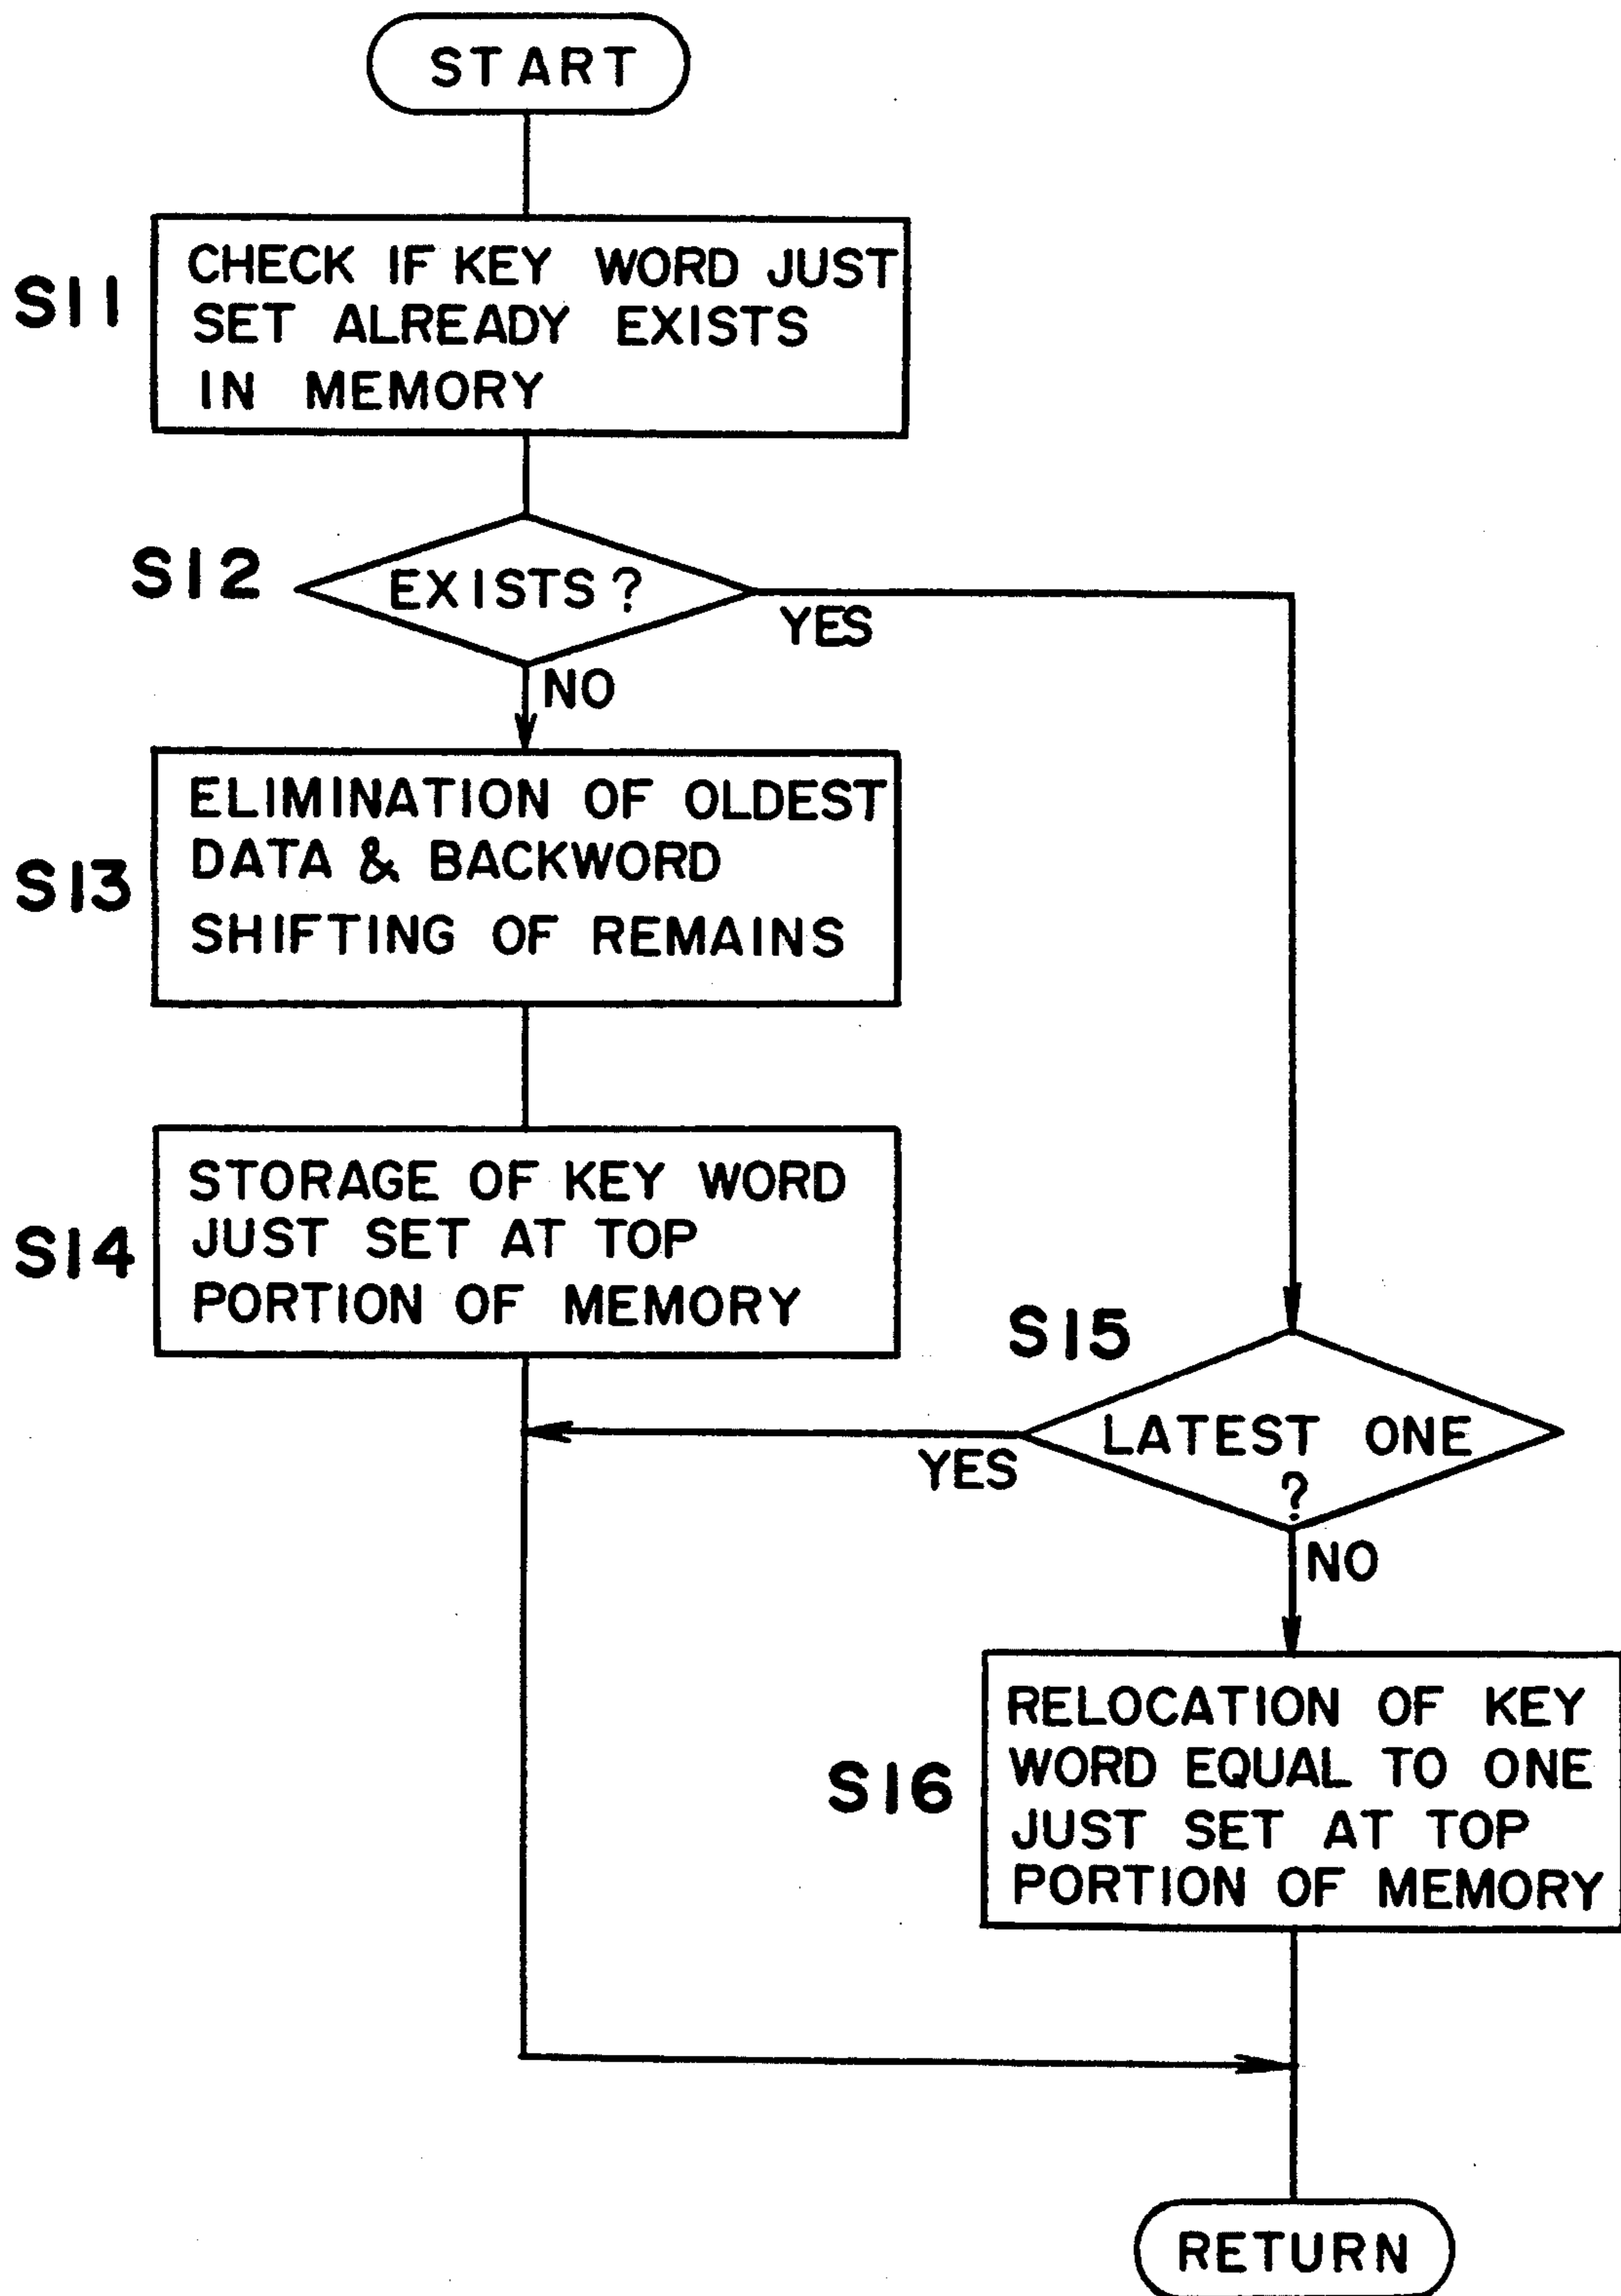 START
S11
CHECK IF KEY WORD JUST
SET ALREADY EXISTS
IN MEMORY
S12
EXISTS?
YES
NO
S13
ELIMINATION OF OLDEST
DATA & BACKWORD
SHIFTING OF REMAINS
S14
STORAGE OF KEY WORD
JUST SET AT TOP
PORTION OF MEMORY
S15
LATEST ONE
?
YES
NO
S16
RELOCATION OF KEY
WORD EQUAL TO ONE
JUST SET AT TOP
PORTION OF MEMORY
RETURN